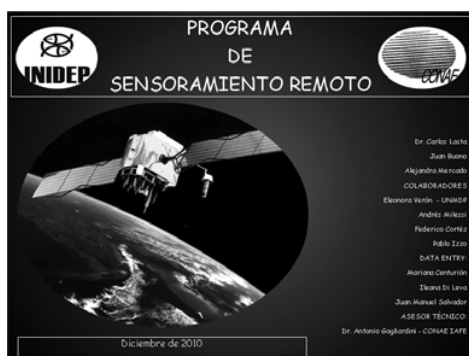 PROGRAMA
DE
SENSORAMIENTO REMOTO
INIDEP
CONAE
Dr. Carlos Lasta
Juan Buono
Alejandra Mercado
COLABORADORES
Eleonora Verón - UNMDP
Andrés Milessi
Federico Cortés
Pablo Izzo
DATA ENTRY:
Mariana Centurión
Ileana Di Leva
Juan Manuel Salvador
ASESOR TÉCNICO:
Dr. Antonio Gagliardini - CONAE IAFE
Diciembre de 2010